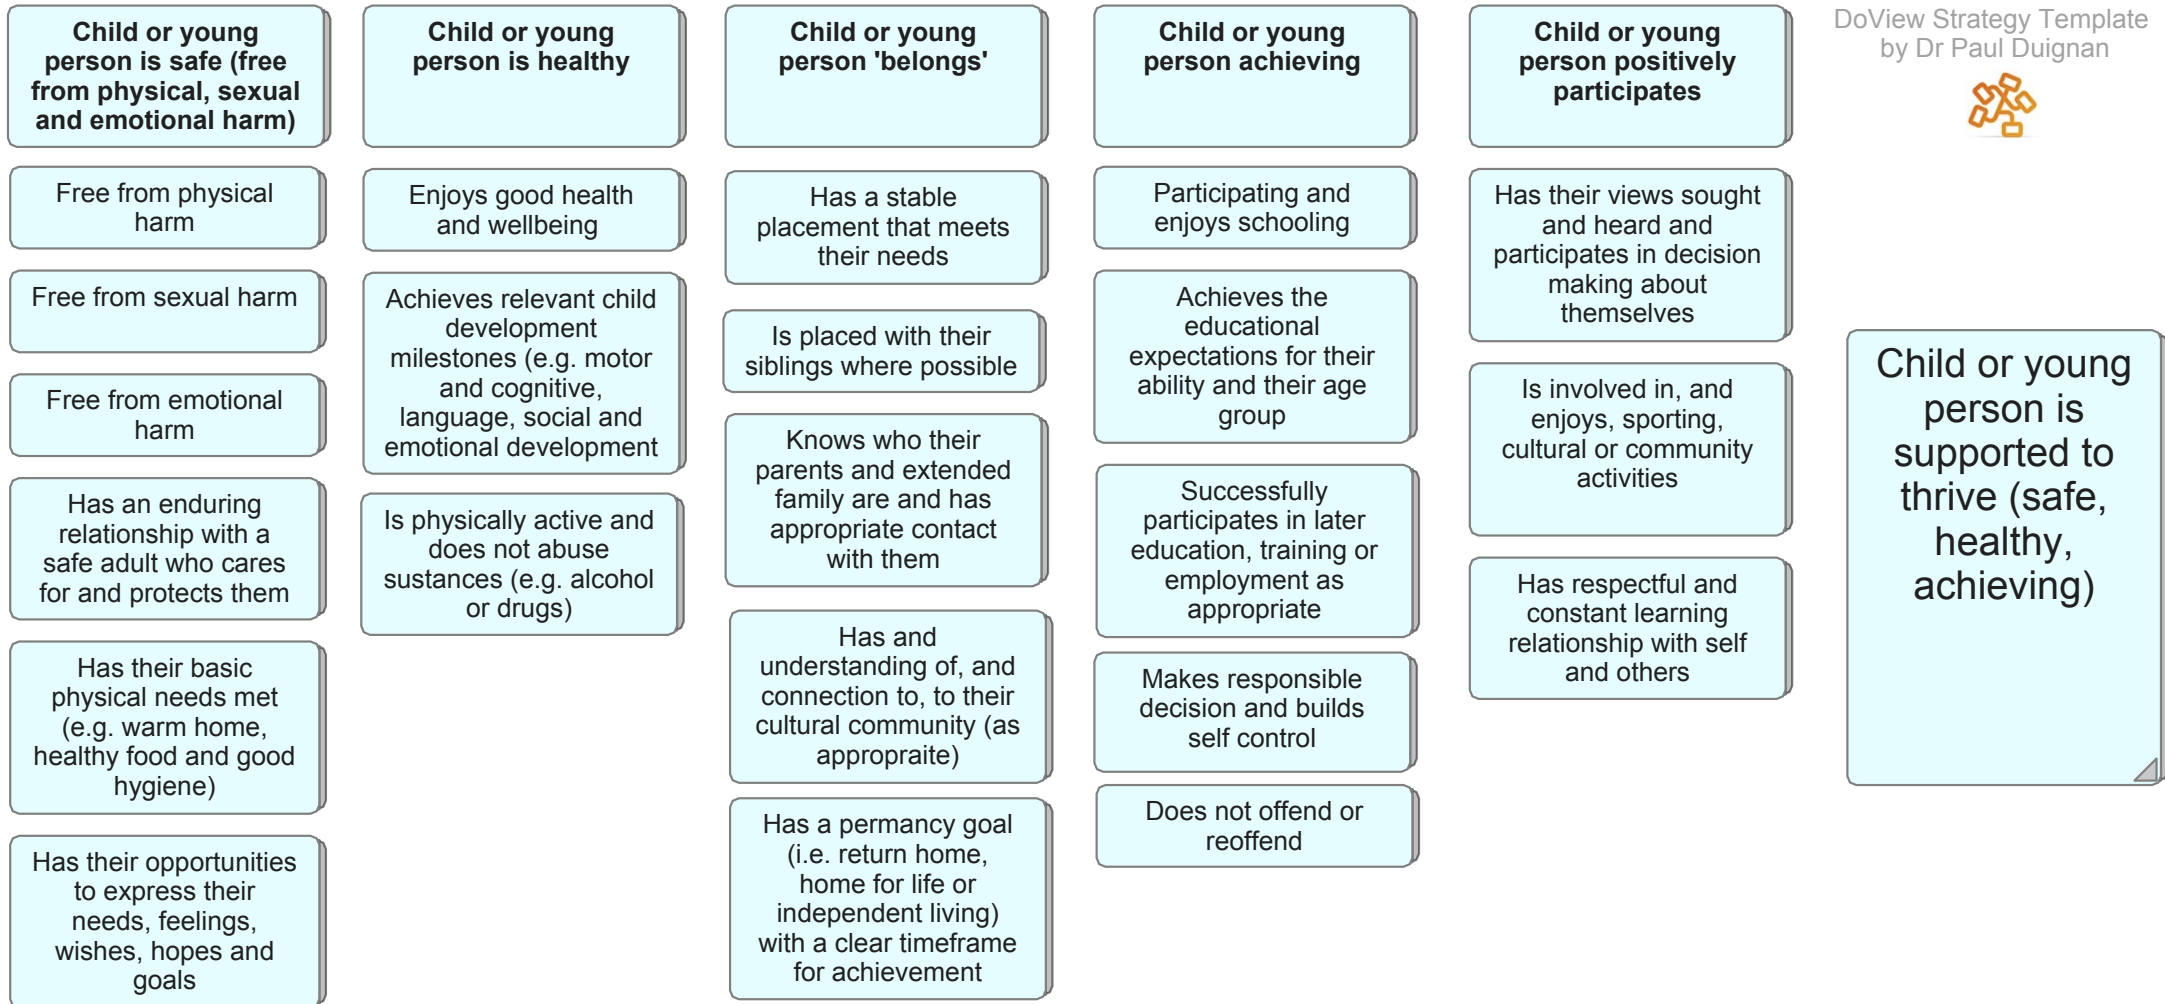 Child or young
person is safe (free
from physical, sexual
and emotional harm)
Free from physical
harm
Free from sexual harm
Free from emotional
harm
Has an enduring
relationship with a
safe adult who cares
for and protects them
Has their basic
physical needs met
(e.g. warm home,
healthy food and good
hygiene)
Has their opportunities
to express their
needs, feelings,
wishes, hopes and
goals
Child or young
person is healthy
Enjoys good health
and wellbeing
Achieves relevant child
development
milestones (e.g. motor
and cognitive,
language, social and
emotional development
Is physically active and
does not abuse
sustances (e.g. alcohol
or drugs)
Child or young
person 'belongs'
Has a stable
placement that meets
their needs
Is placed with their
siblings where possible
Knows who their
parents and extended
family are and has
appropriate contact
with them
Has and
understanding of, and
connection to, to their
cultural community (as
appropraite)
Has a permancy goal
(i.e. return home,
home for life or
independent living)
with a clear timeframe
for achievement
Child or young
person achieving
Participating and
enjoys schooling
Achieves the
educational
expectations for their
ability and their age
group
Successfully
participates in later
education, training or
employment as
appropriate
Makes responsible
decision and builds
self control
Does not offend or
reoffend
Child or young
person positively
participates
Has their views sought
and heard and
participates in decision
making about
themselves
Is involved in, and
enjoys, sporting,
cultural or community
activities
Has respectful and
constant learning
relationship with self
and others
DoView Strategy Template
by Dr Paul Duignan
Child or young
person is
supported to
thrive (safe,
healthy,
achieving)